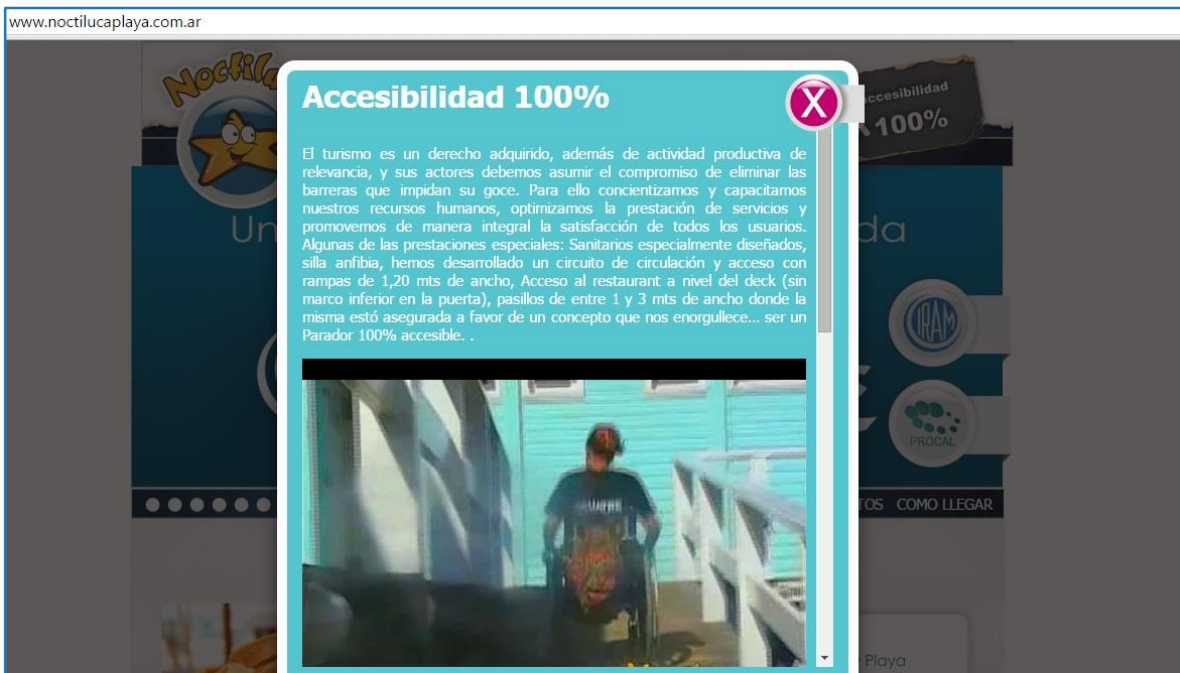 www.noctilucaplaya.com.ar
Accesibilidad 100%
accesibilidad
100%
El turismo es un derecho adquirido, además de actividad productiva de
relevancia, y sus actores debemos asumir el compromiso de eliminar las
barreras que impidan su goce. Para ello concientizamos y capacitamos
nuestros recursos humanos, optimizamos la prestación de servicios y
promovemos de manera integral la satisfacción de todos los usuarios.
Algunas de las prestaciones especiales: Sanitarios especialmente diseñados,
silla anfibia, hemos desarrollado un circuito de circulación y acceso con
rampas de 1,20 mts de ancho, Acceso al restaurant a nivel del deck (sin
marco inferior en la puerta), pasillos de entre 1 y 3 mts de ancho donde la
misma estó asegurada a favor de un concepto que nos enorgullece... ser un
Parador 100% accesible. .
X
Un
da
IRAM
PROCAL
TOS COMO LLEGAR
Playa